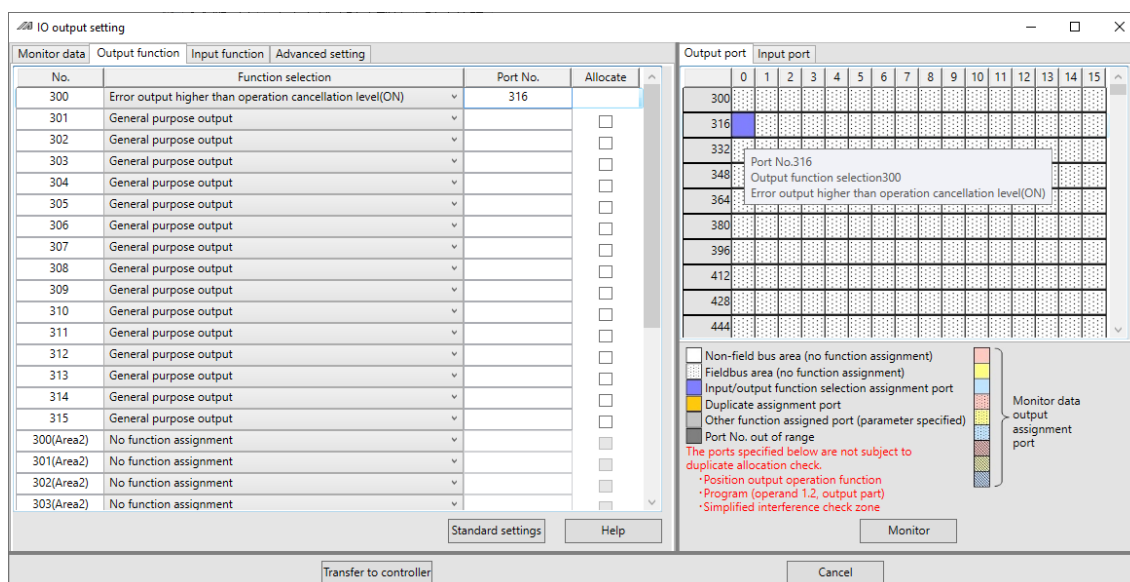 IO output setting
Monitor data Output function Input function Advanced setting
No. Function selection Port No. Allocate
300 Error output higher than operation cancellation level(ON) 316
301 General purpose output
302 General purpose output
303 General purpose output
304 General purpose output
305 General purpose output
306 General purpose output
307 General purpose output
308 General purpose output
309 General purpose output
310 General purpose output
311 General purpose output
312 General purpose output
313 General purpose output
314 General purpose output
315 General purpose output
300(Area2) No function assignment
301(Area2) No function assignment
302(Area2) No function assignment
303(Area2) No function assignment
Standard settings Help
Output port Input port
0 1 2 3 4 5 6 7 8 9 10 11 12 13 14 15
300
316
332
348
364
380
396
412
428
444
Port No.316
Output function selection300
Error output higher than operation cancellation level(ON)
Non-field bus area (no function assignment)
Fieldbus area (no function assignment)
Input/output function selection assignment port
Duplicate assignment port
Other function assigned port (parameter specified)
Port No. out of range
Monitor data
output
assignment
port
The ports specified below are not subject to
duplicate allocation check.
・Position output operation function
・Program (operand 1.2, output part)
・Simplified interference check zone
Monitor
Transfer to controller Cancel